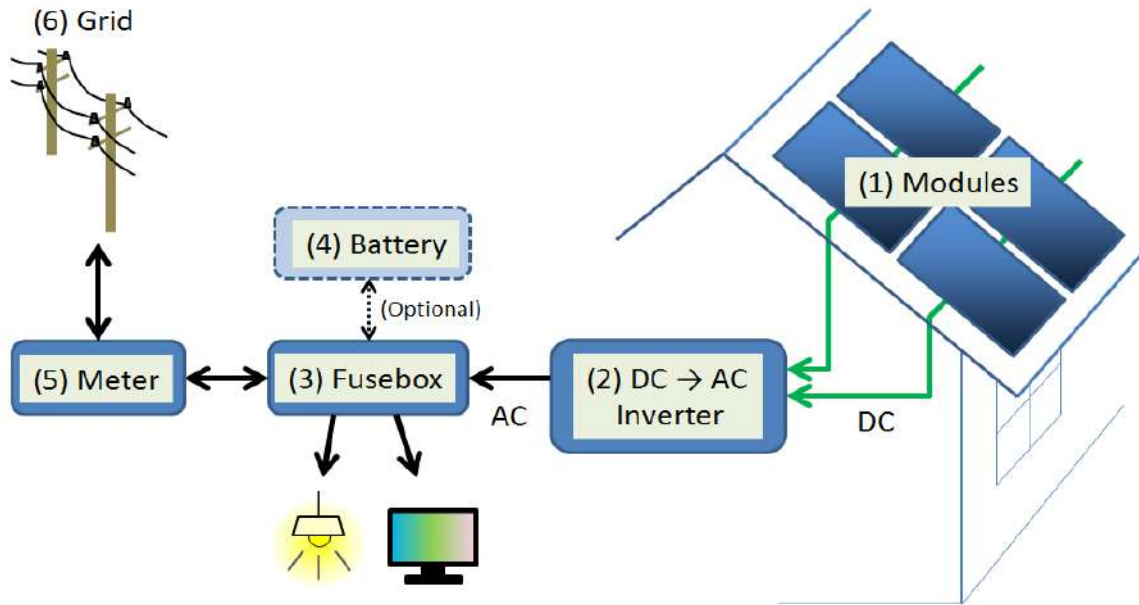 (6) Grid
(1) Modules
(4) Battery
(Optional)
(5) Meter
(3) Fusebox
(2) DC → AC
Inverter
AC
DC